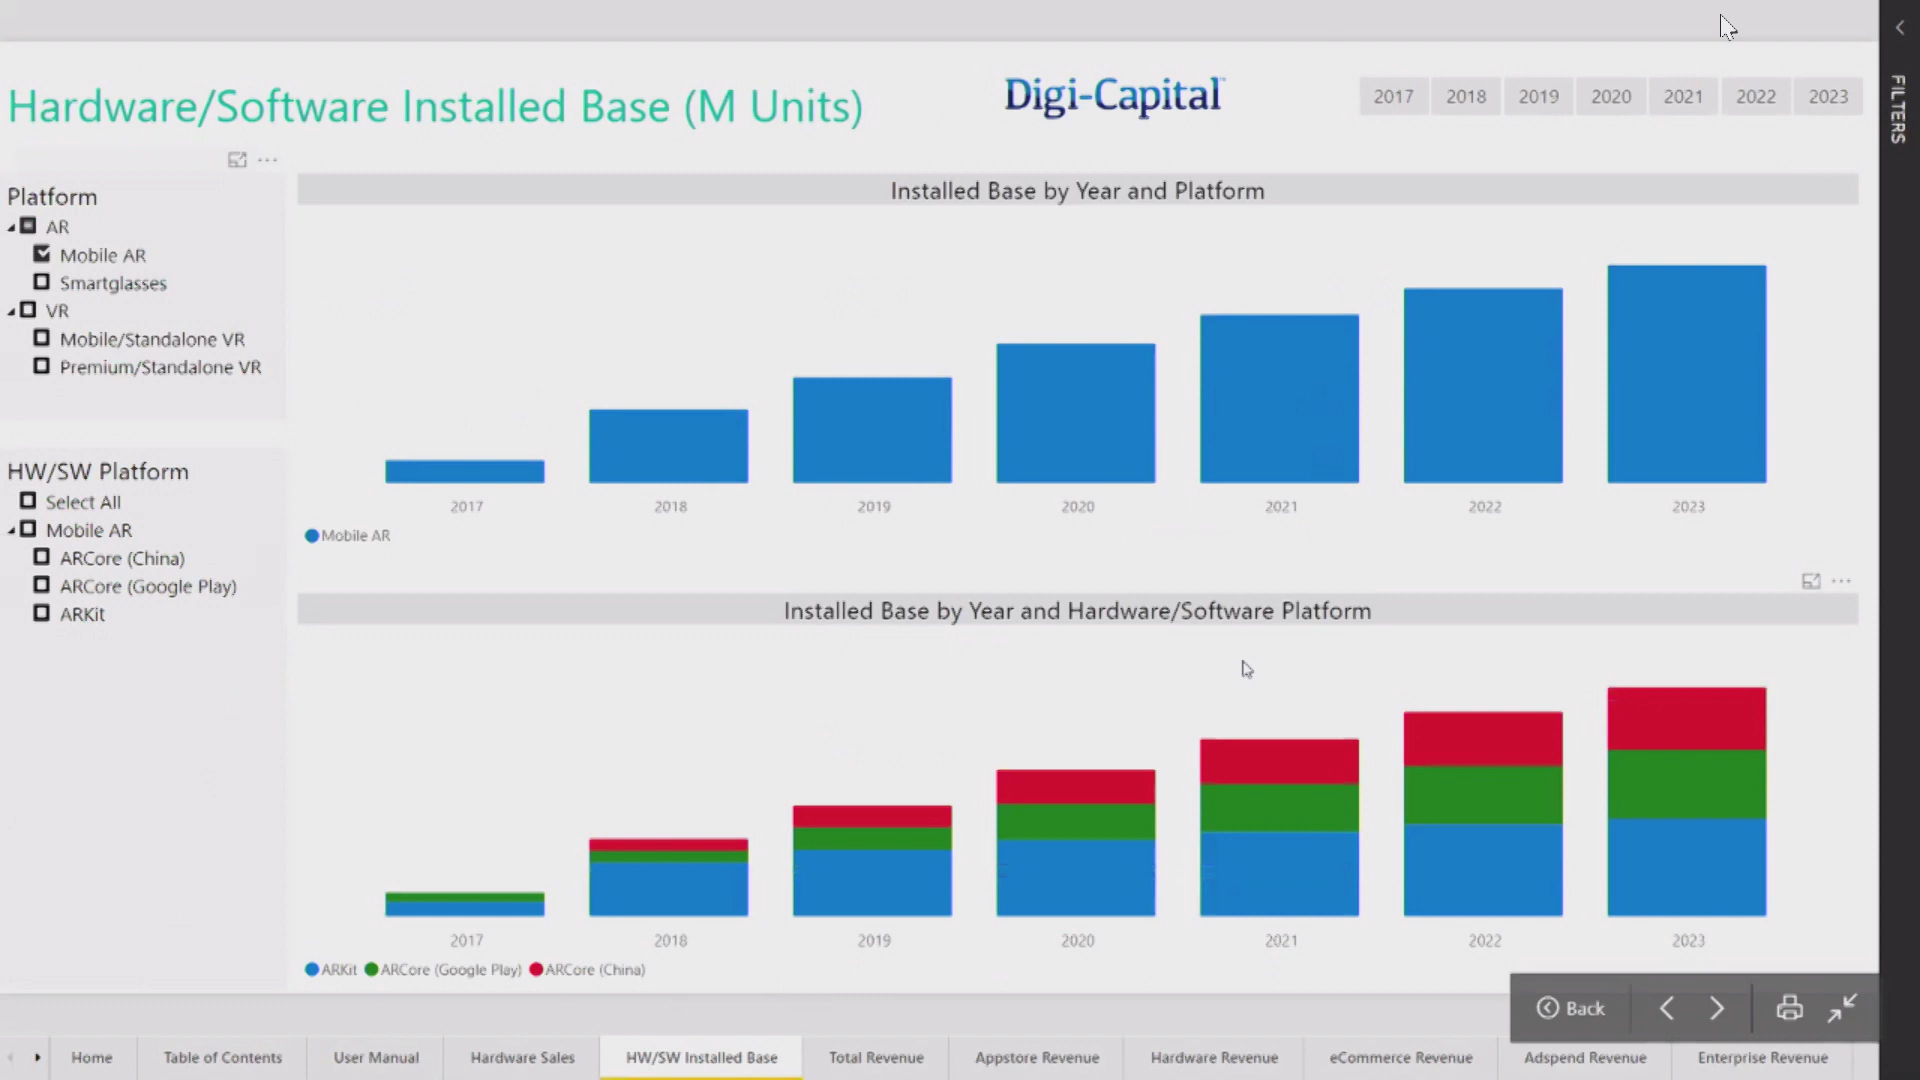 Hardware/Software Installed Base (M Units)
Digi-Capital
2017 2018 2019 2020 2021 2022 2023
FILTERS
Platform
AR
Mobile AR
Smartglasses
VR
Mobile/Standalone VR
Premium/Standalone VR
HW/SW Platform
Select All
Mobile AR
ARCore (China)
ARCore (Google Play)
ARKit
Installed Base by Year and Platform
2017 2018 2019 2020 2021 2022 2023
Mobile AR
Installed Base by Year and Hardware/Software Platform
2017 2018 2019 2020 2021 2022 2023
ARKit ARCore (Google Play) ARCore (China)
Back
Home Table of Contents User Manual Hardware Sales HW/SW Installed Base Total Revenue Appstore Revenue Hardware Revenue eCommerce Revenue Adspend Revenue Enterprise Revenue